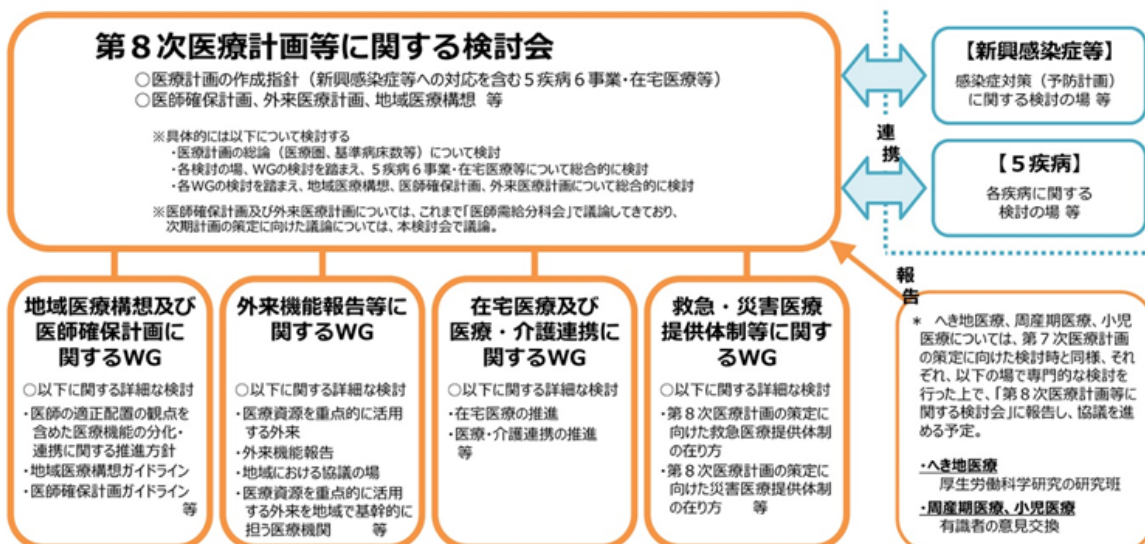 第８次医療計画等に関する検討会
○医療計画の作成指針（新興感染症等への対応を含む５疾病６事業・在宅医療等）
○医師確保計画、外来医療計画、地域医療構想 等
※具体的には以下について検討する
・医療計画の総論（医療圏、基準病床数等）について検討
・各検討の場、WGの検討を踏まえ、５疾病６事業・在宅医療等について総合的に検討
・各WGの検討を踏まえ、地域医療構想、医師確保計画、外来医療計画について総合的に検討
※医師確保計画及び外来医療計画については、これまで「医師需給分科会」で議論してきており、
次期計画の策定に向けた議論については、本検討会で議論。
連携
【新興感染症等】
感染症対策（予防計画）
に関する検討の場 等
【５疾病】
各疾病に関する
検討の場 等
地域医療構想及び
医師確保計画に
関するWG
○以下に関する詳細な検討
・医師の適正配置の観点を
含めた医療機能の分化・
連携に関する推進方針
・地域医療構想ガイドライン
・医師確保計画ガイドライン
等
外来機能報告等に
関するWG
○以下に関する詳細な検討
・医療資源を重点的に活用
する外来
・外来機能報告
・地域における協議の場
・医療資源を重点的に活用
する外来を地域で基幹的に
担う医療機関 等
在宅医療及び
医療・介護連携に
関するWG
○以下に関する詳細な検討
・在宅医療の推進
・医療・介護連携の推進
等
救急・災害医療
提供体制等に関す
るWG
○以下に関する詳細な検討
・第８次医療計画の策定に
向けた救急医療提供体制
の在り方
・第８次医療計画の策定に
向けた災害医療提供体制
の在り方 等
報告
＊ へき地医療、周産期医療、小児
医療については、第７次医療計画
の策定に向けた検討時と同様、それ
ぞれ、以下の場で専門的な検討を
行った上で、「第８次医療計画等に
関する検討会」に報告し、協議を進
める予定。
・へき地医療
厚生労働科学研究の研究班
・周産期医療、小児医療
有識者の意見交換